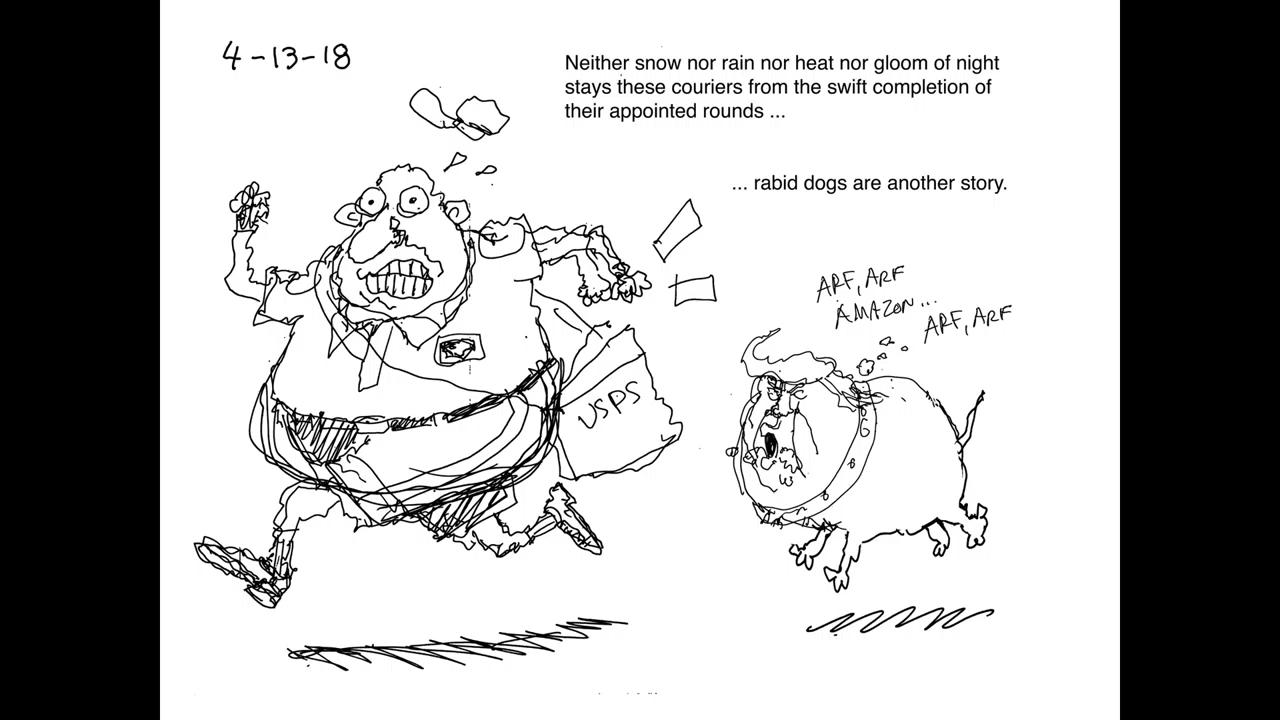 4-13-18
Neither snow nor rain nor heat nor gloom of night
stays these couriers from the swift completion of
their appointed rounds ...
... rabid dogs are another story.
ARF, ARF
AMAZON...
ARF, ARF
USPS